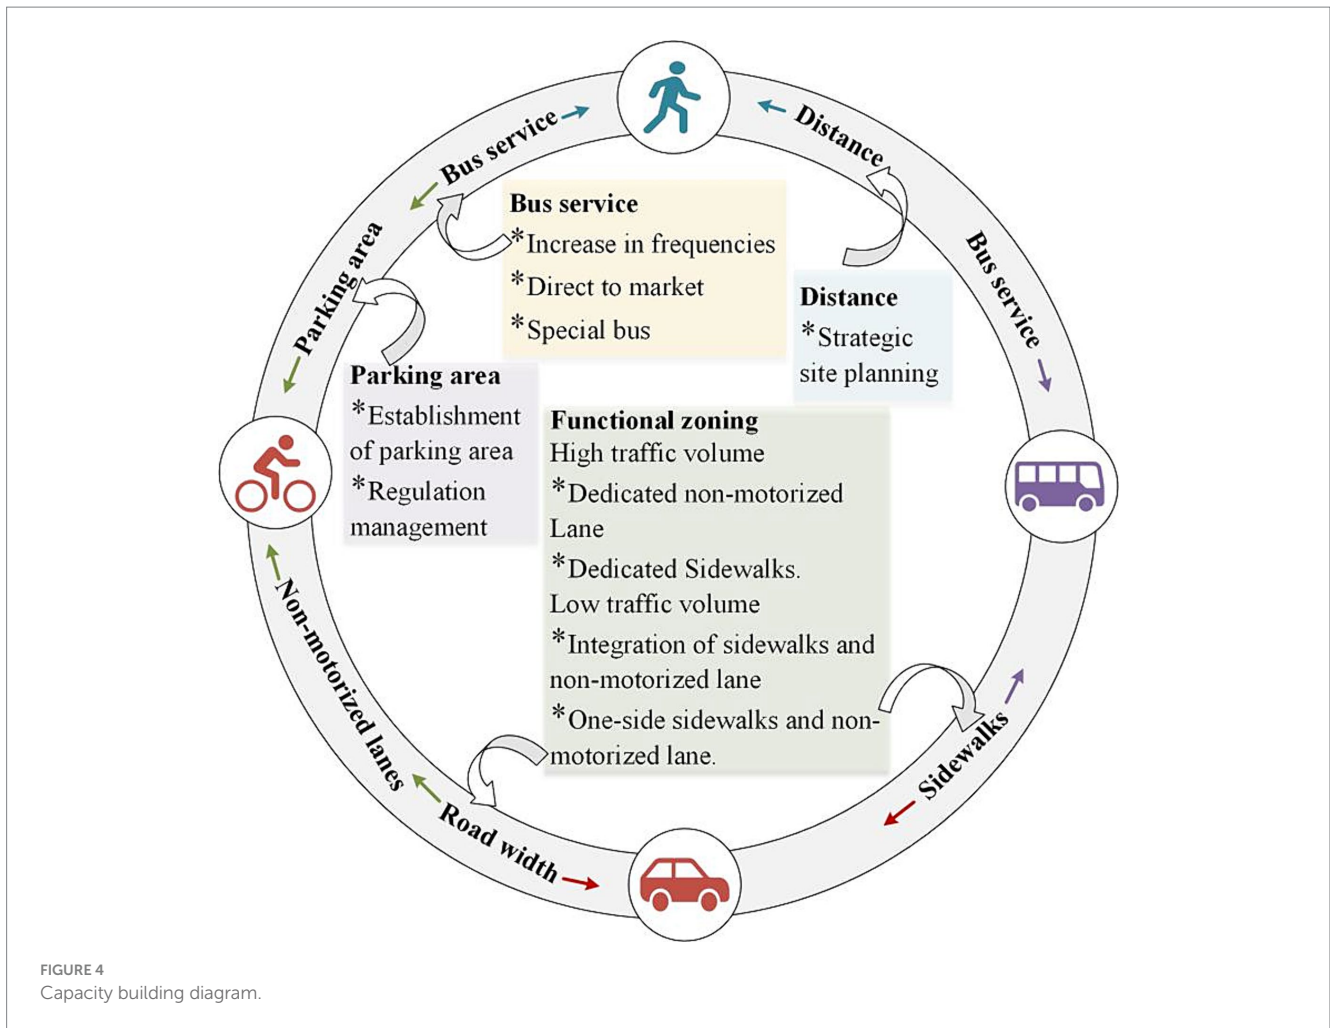 Bus service
Distance
Parking area
Bus service
Bus service
*Increase in frequencies
*Direct to market
*Special bus
Distance
*Strategic
site planning
Parking area
*Establishment
of parking area
*Regulation
management
Functional zoning
High traffic volume
*Dedicated non-motorized
Lane
*Dedicated Sidewalks.
Low traffic volume
*Integration of sidewalks and
non-motorized lane
*One-side sidewalks and non-
motorized lane.
Non-motorized lanes
Road width
Sidewalks
FIGURE 4
Capacity building diagram.